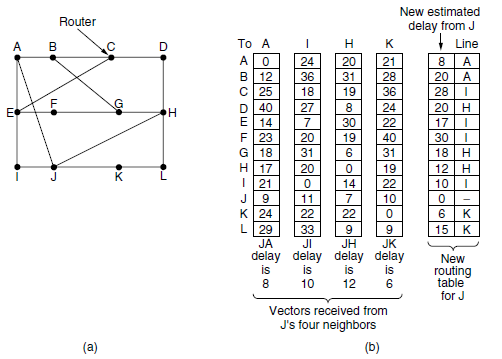 Router
A B C D
E F G H
I J K L
(a)
New estimated
delay from J
To A I H K Line
A 0 24 20 21 8 A
B 12 36 31 28 20 A
C 25 18 19 36 28 I
D 40 27 8 24 20 H
E 14 7 30 22 17 I
F 23 20 19 40 30 I
G 18 31 6 31 18 H
H 17 20 0 19 12 H
I 21 0 14 22 10 I
J 9 11 7 10 0 –
K 24 22 22 0 6 K
L 29 33 9 9 15 K
JA JI JH JK
delay delay delay delay
is is is is
8 10 12 6
New
routing
table
for J
Vectors received from
J's four neighbors
(b)